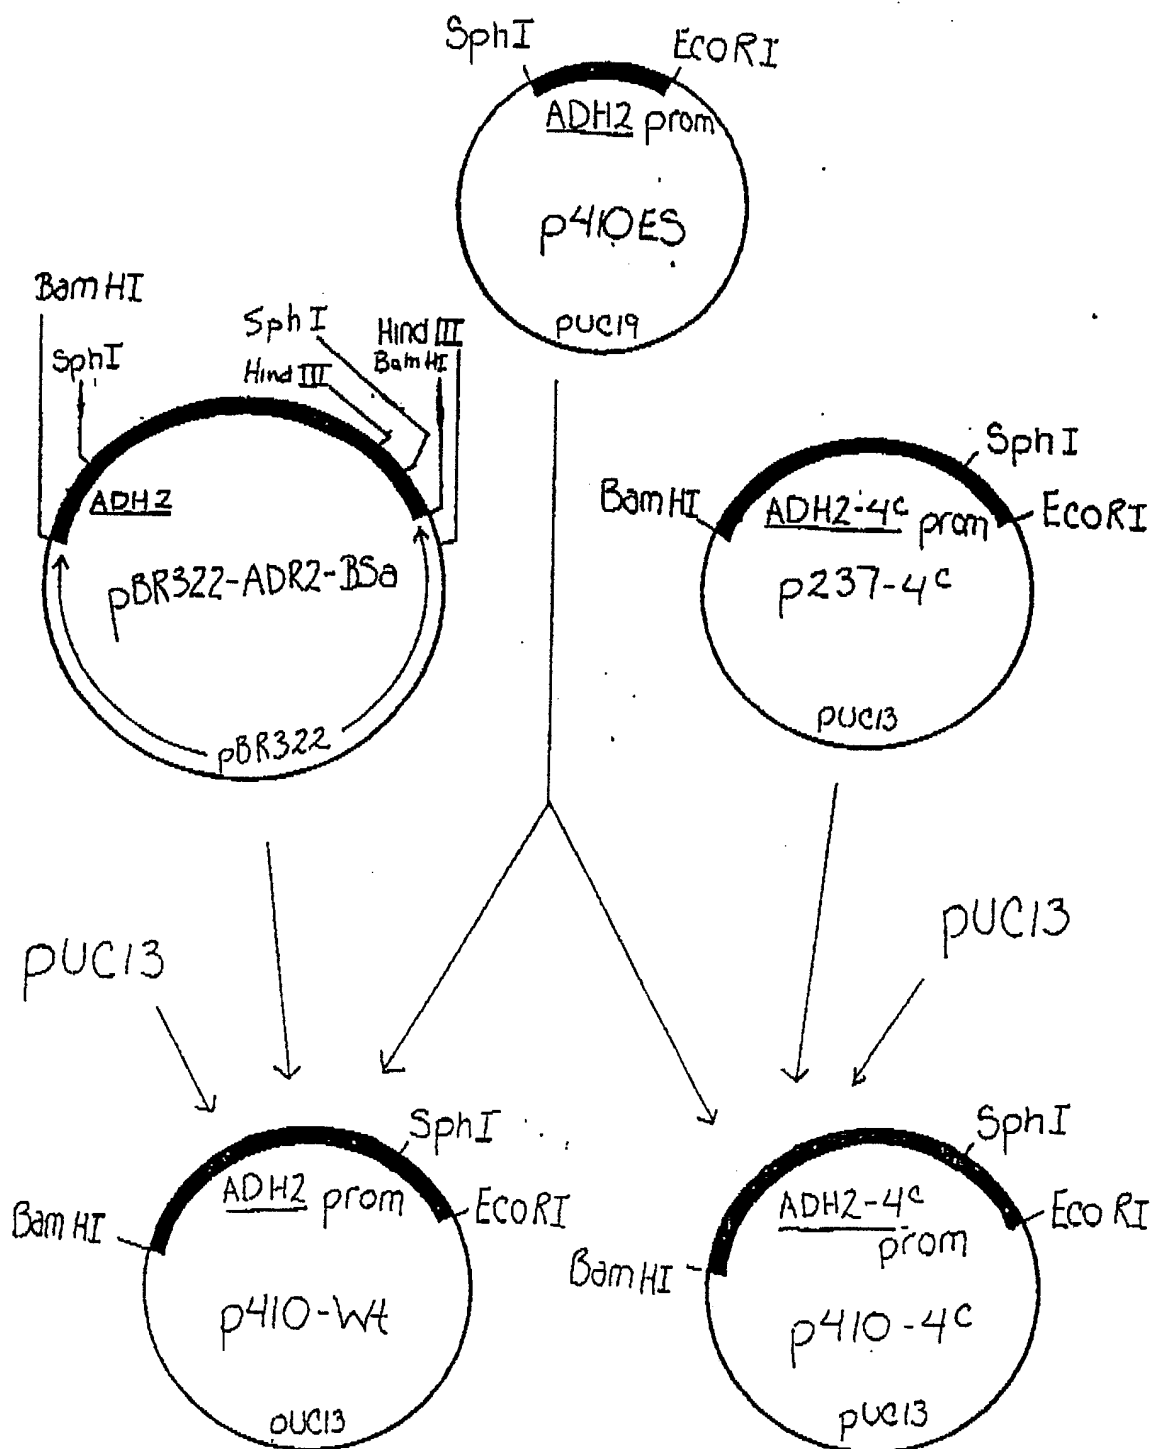 SphI
EcoRI
ADH2 prom
p410ES
pUC19
BamHI
SphI
SphI
HindIII
HindIII
BamHI
ADH2
pBR322-ADR2-BSa
pBR322
SphI
BamHI
ADH2-4c prom
EcoRI
p237-4c
pUC13
pUC13
pUC13
SphI
ADH2 prom
BamHI
EcoRI
p410-Wt
pUC13
SphI
ADH2-4c
prom
EcoRI
BamHI
p410-4c
pUC13